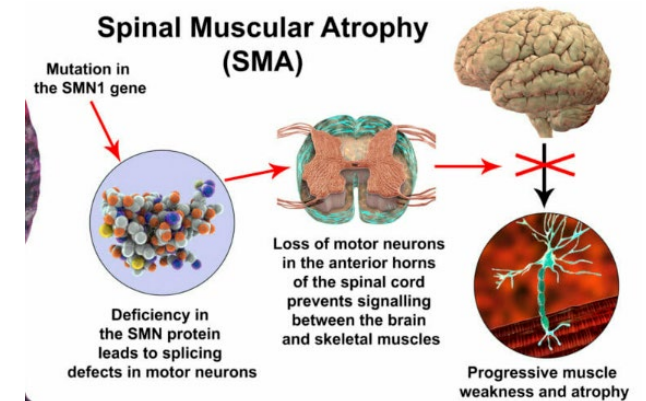 Spinal Muscular Atrophy
(SMA)
Mutation in
the SMN1 gene
Deficiency in
the SMN protein
leads to splicing
defects in motor neurons
Loss of motor neurons
in the anterior horns
of the spinal cord
prevents signalling
between the brain
and skeletal muscles
Progressive muscle
weakness and atrophy